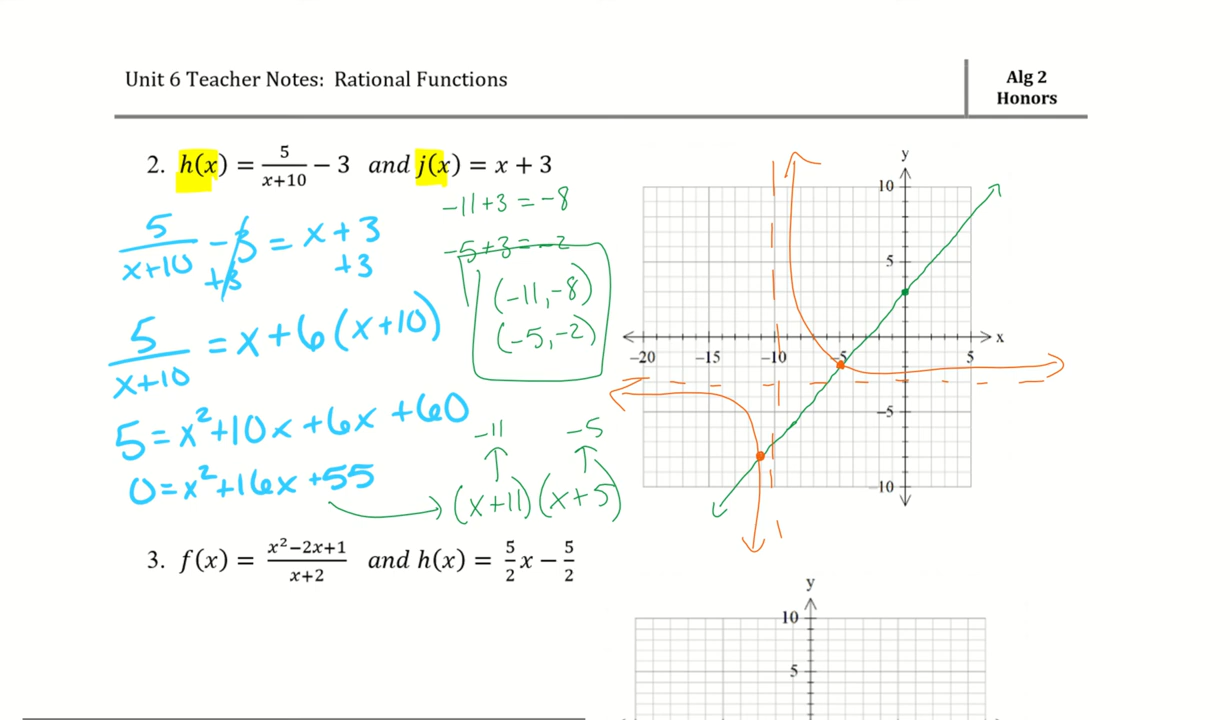 Unit 6 Teacher Notes: Rational Functions
Alg 2
Honors
2. h(x) = 5/(x+10) − 3 and j(x) = x + 3
5/(x+10) − 3 = x + 3
+3 +3
5/(x+10) = x + 6 (x+10)
5 = x² + 10x + 6x + 60
0 = x² + 16x + 55
-11 + 3 = -8
-5 + 3 = -2
(-11, -8)
(-5, -2)
-11 -5
(x+11)(x+5)
y
10
5
x
−20 −15 −10 −5 5
−5
−10
3. f(x) = (x²−2x+1)/(x+2) and h(x) = 5/2 x − 5/2
y
10
5